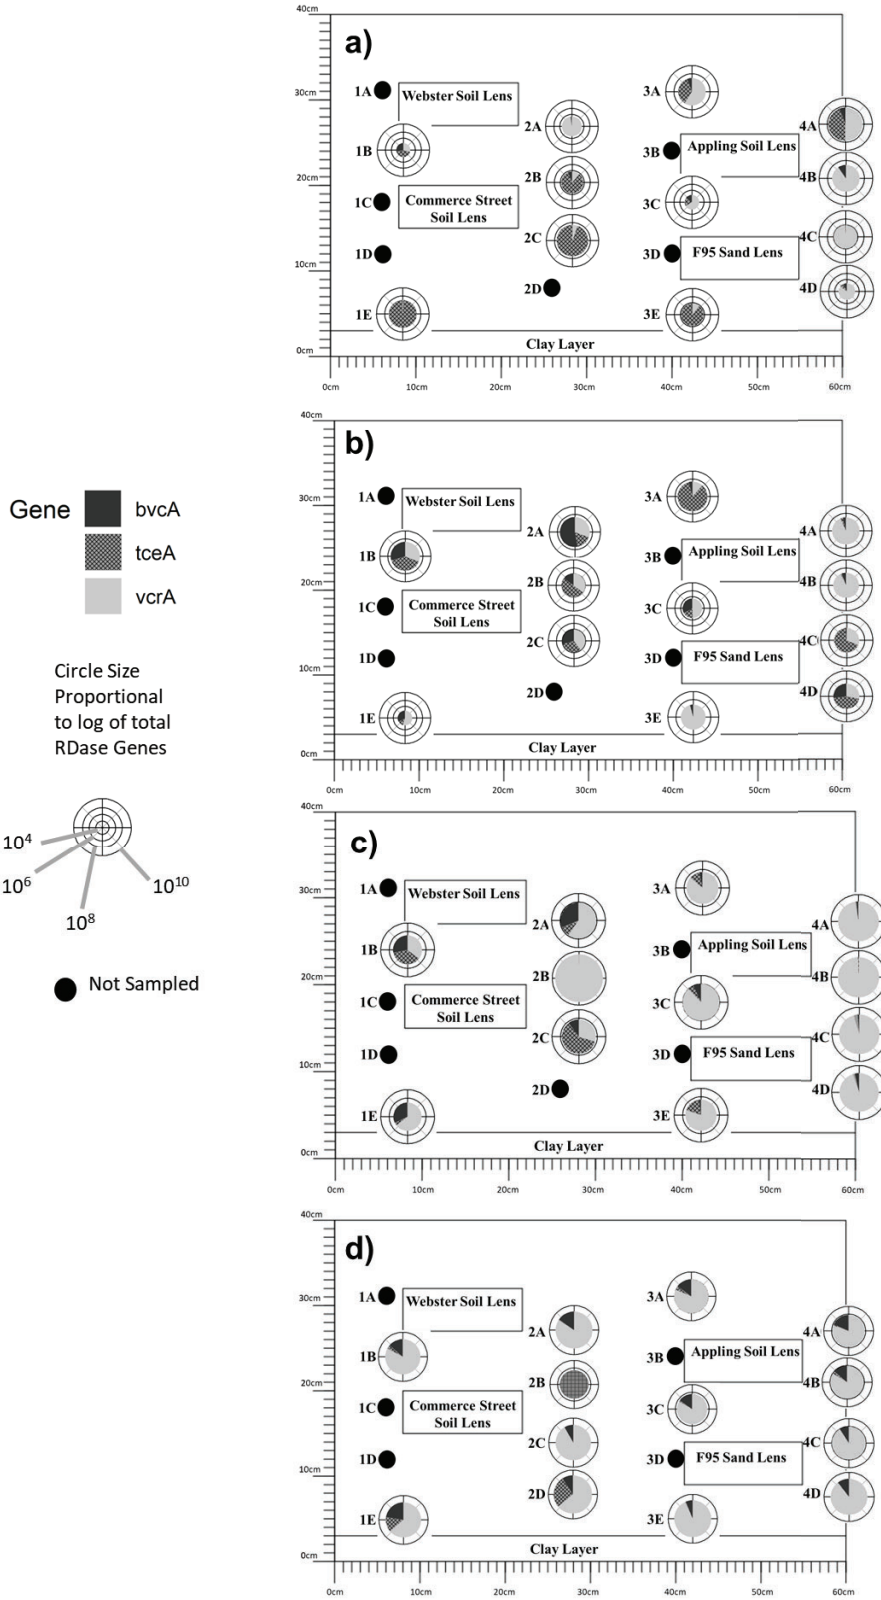 Gene
bvcA
tceA
vcrA
Circle Size
Proportional
to log of total
RDase Genes
10⁴
10⁶
10⁸
10¹⁰
Not Sampled
a)
40cm
30cm
20cm
10cm
0cm
1A
1B
1C
1D
1E
Webster Soil Lens
Commerce Street
Soil Lens
2A
2B
2C
2D
3A
3B
3C
3D
3E
Appling Soil Lens
F95 Sand Lens
4A
4B
4C
4D
Clay Layer
0cm 10cm 20cm 30cm 40cm 50cm 60cm
b)
40cm
30cm
20cm
10cm
0cm
1A
1B
1C
1D
1E
Webster Soil Lens
Commerce Street
Soil Lens
2A
2B
2C
2D
3A
3B
3C
3D
3E
Appling Soil Lens
F95 Sand Lens
4A
4B
4C
4D
Clay Layer
0cm 10cm 20cm 30cm 40cm 50cm 60cm
c)
40cm
30cm
20cm
10cm
0cm
1A
1B
1C
1D
1E
Webster Soil Lens
Commerce Street
Soil Lens
2A
2B
2C
2D
3A
3B
3C
3D
3E
Appling Soil Lens
F95 Sand Lens
4A
4B
4C
4D
Clay Layer
0cm 10cm 20cm 30cm 40cm 50cm 60cm
d)
40cm
30cm
20cm
10cm
0cm
1A
1B
1C
1D
1E
Webster Soil Lens
Commerce Street
Soil Lens
2A
2B
2C
2D
3A
3B
3C
3D
3E
Appling Soil Lens
F95 Sand Lens
4A
4B
4C
4D
Clay Layer
0cm 10cm 20cm 30cm 40cm 50cm 60cm